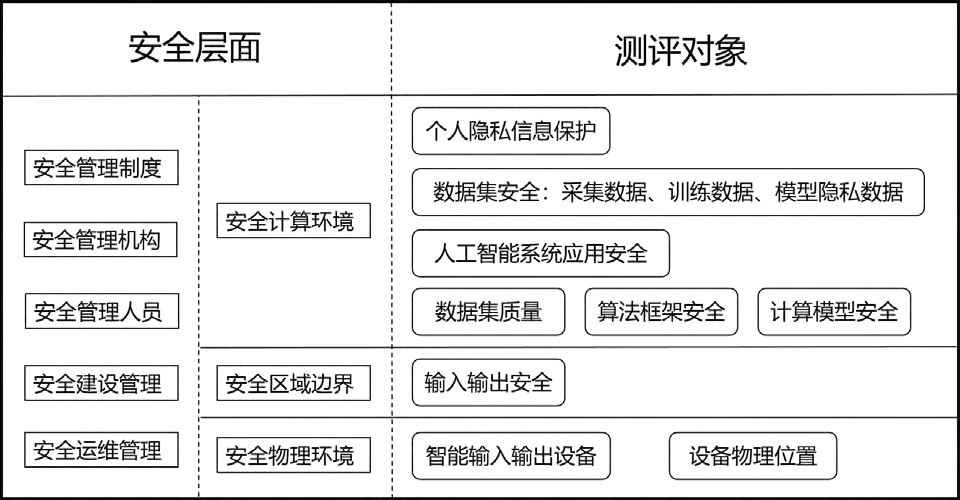 安全层面
测评对象
安全管理制度
安全管理机构
安全管理人员
安全建设管理
安全运维管理
安全计算环境
个人隐私信息保护
数据集安全：采集数据、训练数据、模型隐私数据
人工智能系统应用安全
数据集质量
算法框架安全
计算模型安全
安全区域边界
输入输出安全
安全物理环境
智能输入输出设备
设备物理位置